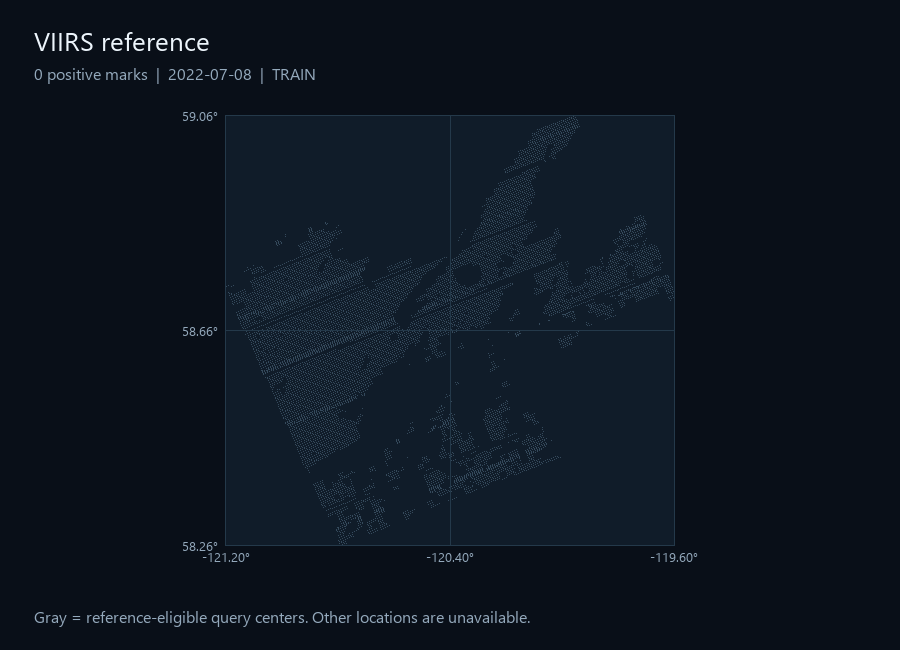 VIIRS reference
0 positive marks | 2022-07-08 | TRAIN
59.06°
58.66°
58.26°
-121.20°
-120.40°
-119.60°
Gray = reference-eligible query centers. Other locations are unavailable.